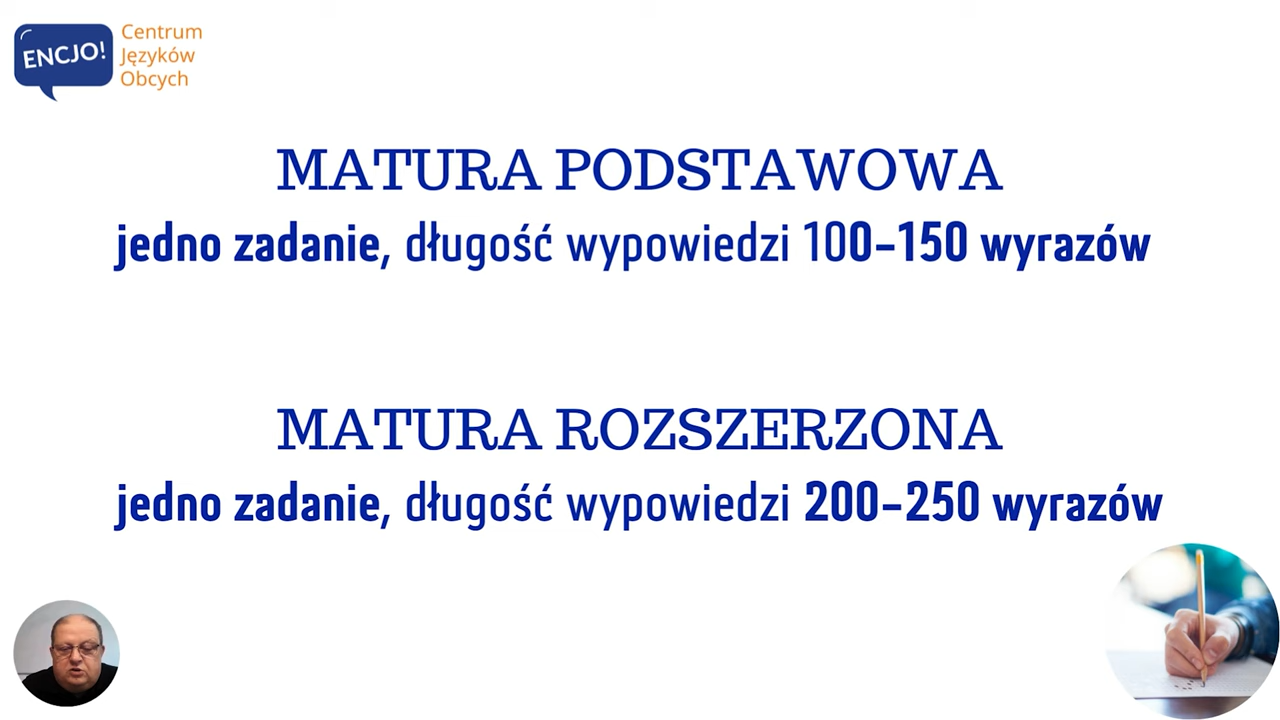 ENCJO!
Centrum
Języków
Obcych
MATURA PODSTAWOWA
jedno zadanie, długość wypowiedzi 100-150 wyrazów
MATURA ROZSZERZONA
jedno zadanie, długość wypowiedzi 200-250 wyrazów